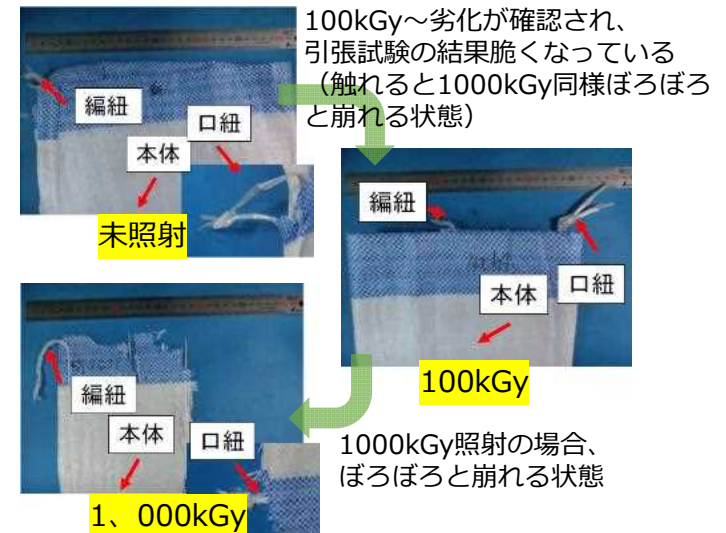 100kGy～劣化が確認され、
引張試験の結果脆くなっている
（触れると1000kGy同様ぼろぼろ
と崩れる状態）
編紐
口紐
本体
未照射
編紐
本体
口紐
100kGy
編紐
本体
口紐
1、000kGy
1000kGy照射の場合、
ぼろぼろと崩れる状態